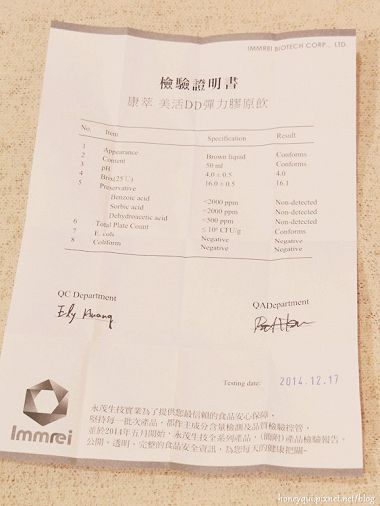 IMMREI BIOTECH CORP., LTD.
檢驗證明書
康萃 美活DD彈力膠原飲
No. Item Specification Result
1 Appearance Brown liquid Conforms
2 Content 50 ml Conforms
3 pH 4.0 ± 0.5 4.0
4 Brix(25℃) 16.0 ± 0.5 16.1
5 Preservative
Benzoic acid <2000 ppm Non-detected
Sorbic acid <2000 ppm Non-detected
Dehydroacetic acid <500 ppm Non-detected
6 Total Plate Count Conforms
7 E. coli Negative Negative
8 Coliform Negative Negative
QC Department QADepartment
Testing date: 2014.12.17
Immrei
永茂生技實業為了提供您最信賴的食品安心保障，
堅持每一批次產品，都作主成分含量檢測及品質檢驗控管，
並於2014年五月開始，永茂生技全系列產品，(開封)產品檢驗報告，
公開、透明、完整的食品安全資訊，為您每天的健康把關~
honeygui.pixnet.net/blog